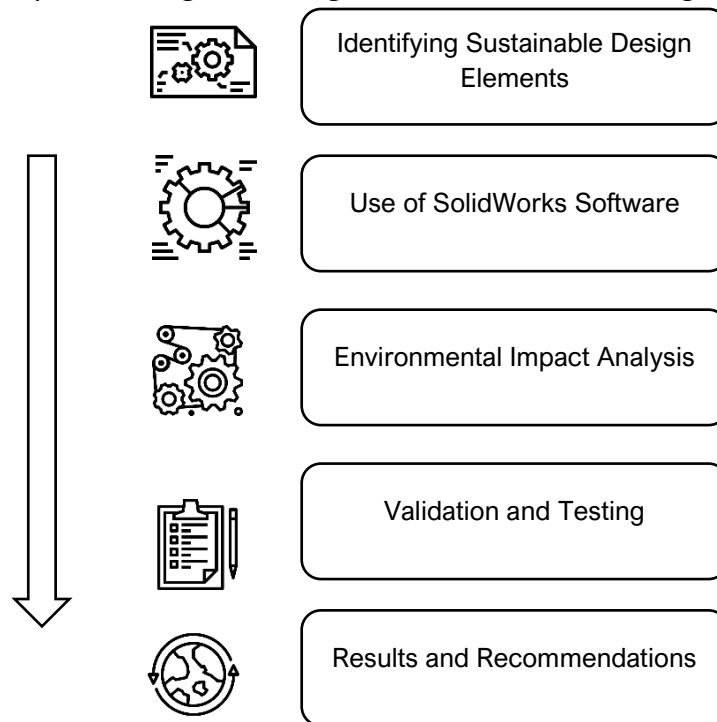 Identifying Sustainable Design
Elements
Use of SolidWorks Software
Environmental Impact Analysis
Validation and Testing
Results and Recommendations